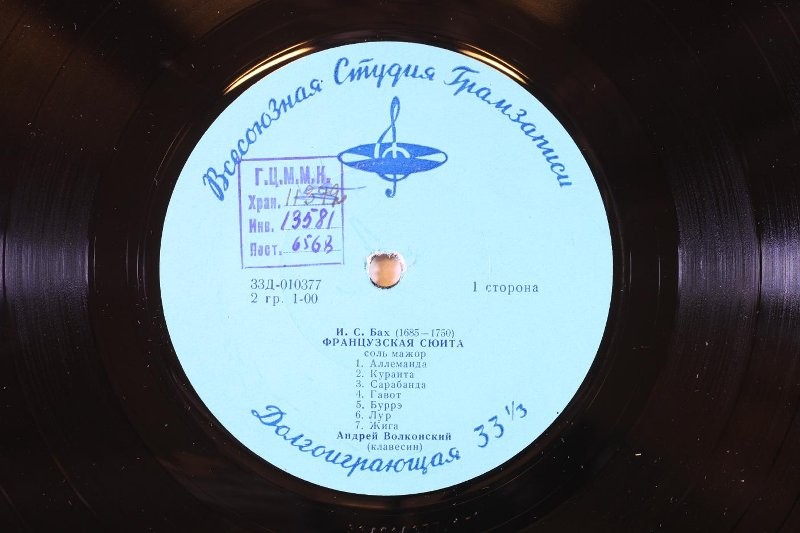 Всесоюзная Студия Грамзаписи
Г.Ц.М.М.К.
Хран.
Инв. 13581
Пост. 6568
33Д-010377
2 гр. 1-00
1 сторона
И. С. Бах (1685—1750)
ФРАНЦУЗСКАЯ СЮИТА
соль мажор
1. Аллеманда
2. Куранта
3. Сарабанда
4. Гавот
5. Буррэ
6. Лур
7. Жига
Андрей Волконский
(клавесин)
Долгоиграющая 33 1/3